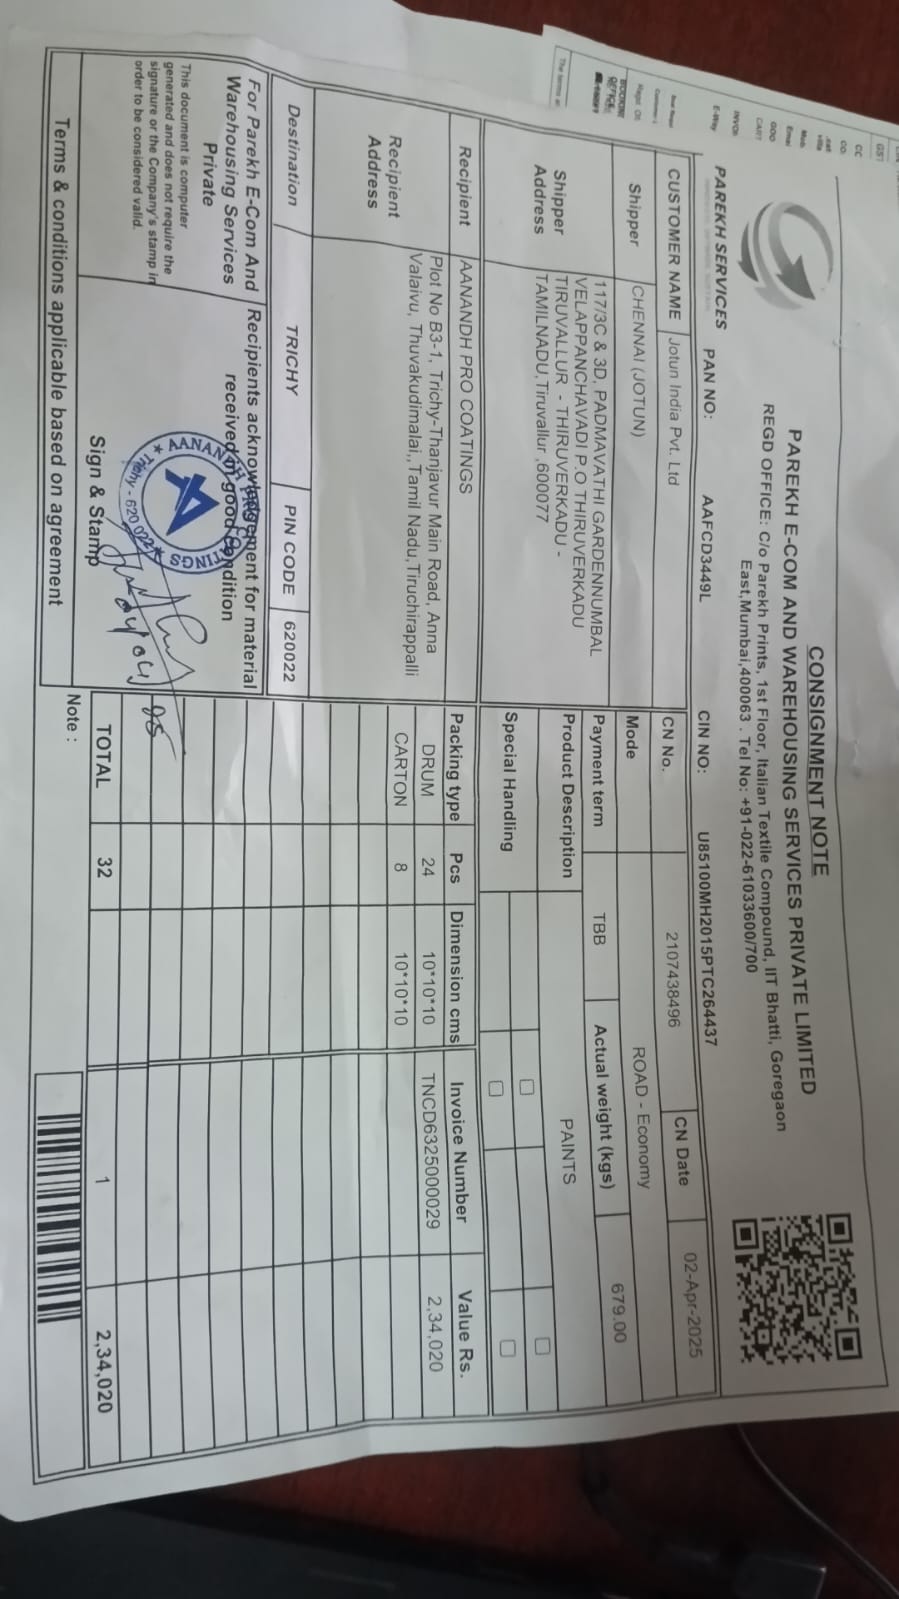 CONSIGNMENT NOTE
PAREKH E-COM AND WAREHOUSING SERVICES PRIVATE LIMITED
REGD OFFICE: C/o Parekh Prints, 1st Floor, Italian Textile Compound, IIT Bhatti, Goregaon
East,Mumbai,400063 . Tel No: +91-022-61033600/700
PAREKH SERVICES
PAN NO: AAFCD3449L CIN NO: U85100MH2015PTC264437
CUSTOMER NAME Jotun India Pvt. Ltd CN No. 2107438496 CN Date 02-Apr-2025
Shipper CHENNAI (JOTUN) Mode ROAD - Economy
Shipper Address 117/3C & 3D, PADMAVATHI GARDENNUMBAL
VELAPPANCHAVADI P.O THIRUVERKADU
TIRUVALLUR - THIRUVERKADU -
TAMILNADU,Tiruvallur ,600077
Payment term TBB Actual weight (kgs) 679.00
Product Description PAINTS
Special Handling
Recipient AANANDH PRO COATINGS
Recipient Address Plot No B3-1, Trichy-Thanjavur Main Road, Anna
Valaivu, Thuvakudimalai,,Tamil Nadu,Tiruchirappalli
Packing type Pcs Dimension cms Invoice Number Value Rs.
DRUM 24 10*10*10 TNCD6325000029 2,34,020
CARTON 8 10*10*10
Destination TRICHY PIN CODE 620022
For Parekh E-Com And
Warehousing Services
Private
Recipients acknowledgement for material
received in good condition
This document is computer
generated and does not require the
signature or the Company's stamp in
order to be considered valid.
Sign & Stamp
Trichy - 620 022
TOTAL 32 1 2,34,020
Terms & conditions applicable based on agreement
Note :
E-Way